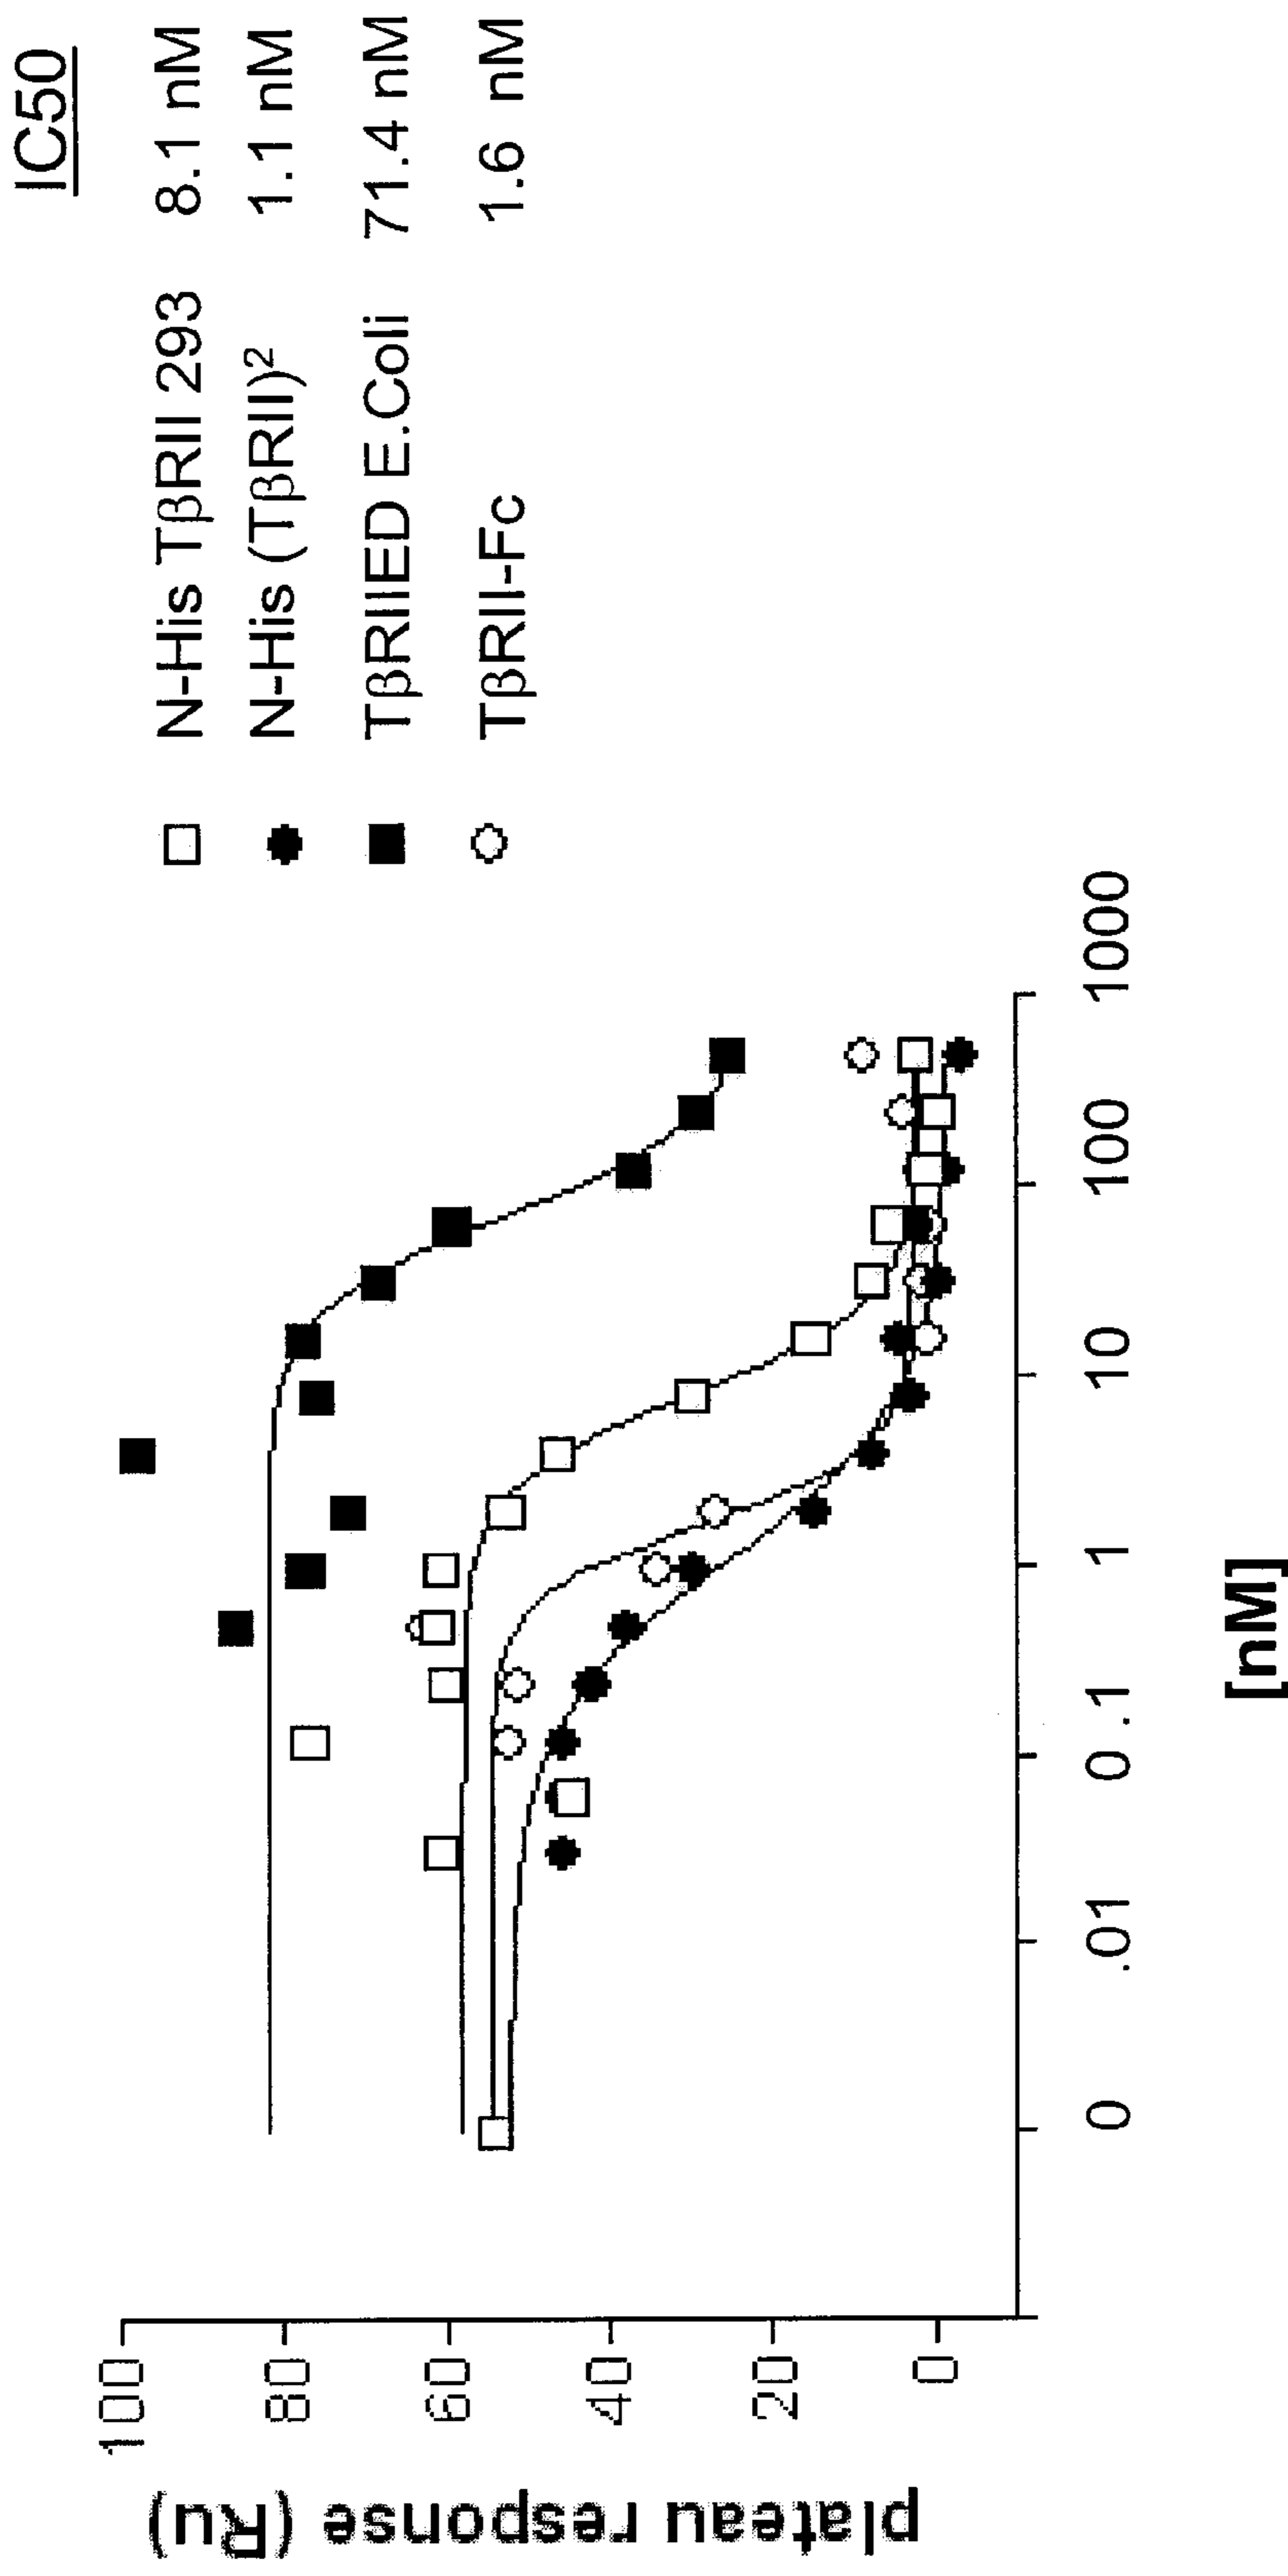 IC50
N-His TβRII 293 8.1 nM
N-His (TβRII)² 1.1 nM
TβRIIED E.Coli 71.4 nM
TβRII-Fc 1.6 nM
plateau response (Ru)
100
80
60
40
20
0
0 .01 0.1 1 10 100 1000
[nM]